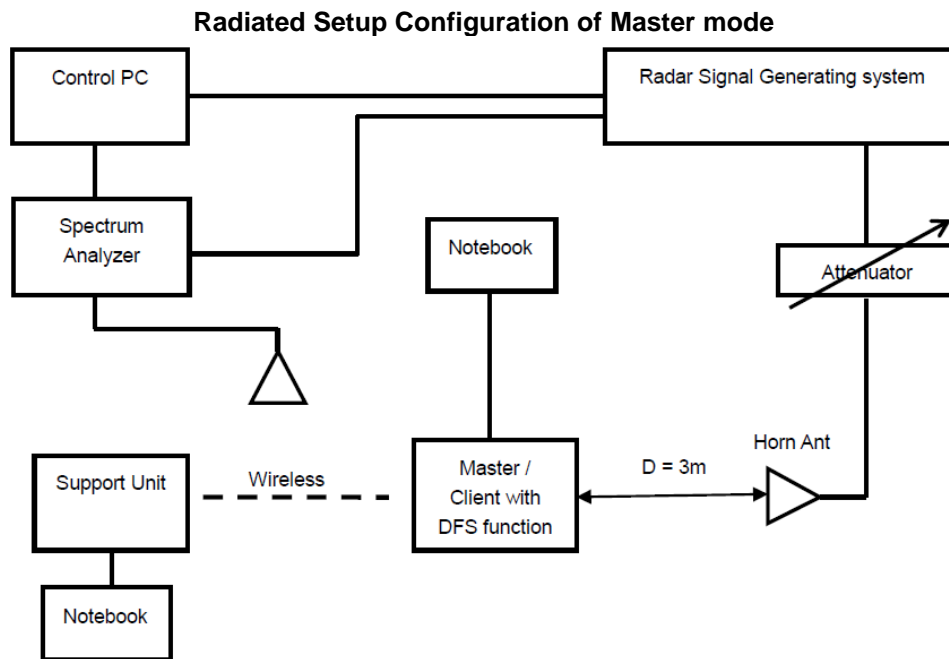 Radiated Setup Configuration of Master mode
Control PC
Radar Signal Generating system
Spectrum
Analyzer
Notebook
Attenuator
Horn Ant
Support Unit
Wireless
Master /
Client with
DFS function
D = 3m
Notebook